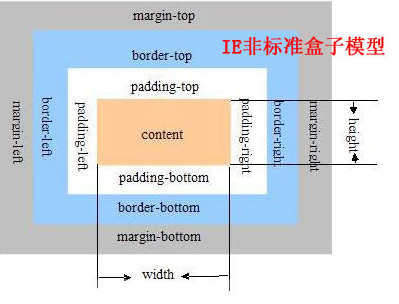 margin-top
IE非标准盒子模型
border-top
padding-top
margin-left
border-left
padding-left
content
padding-right
border-right
margin-right
height
padding-bottom
border-bottom
margin-bottom
width